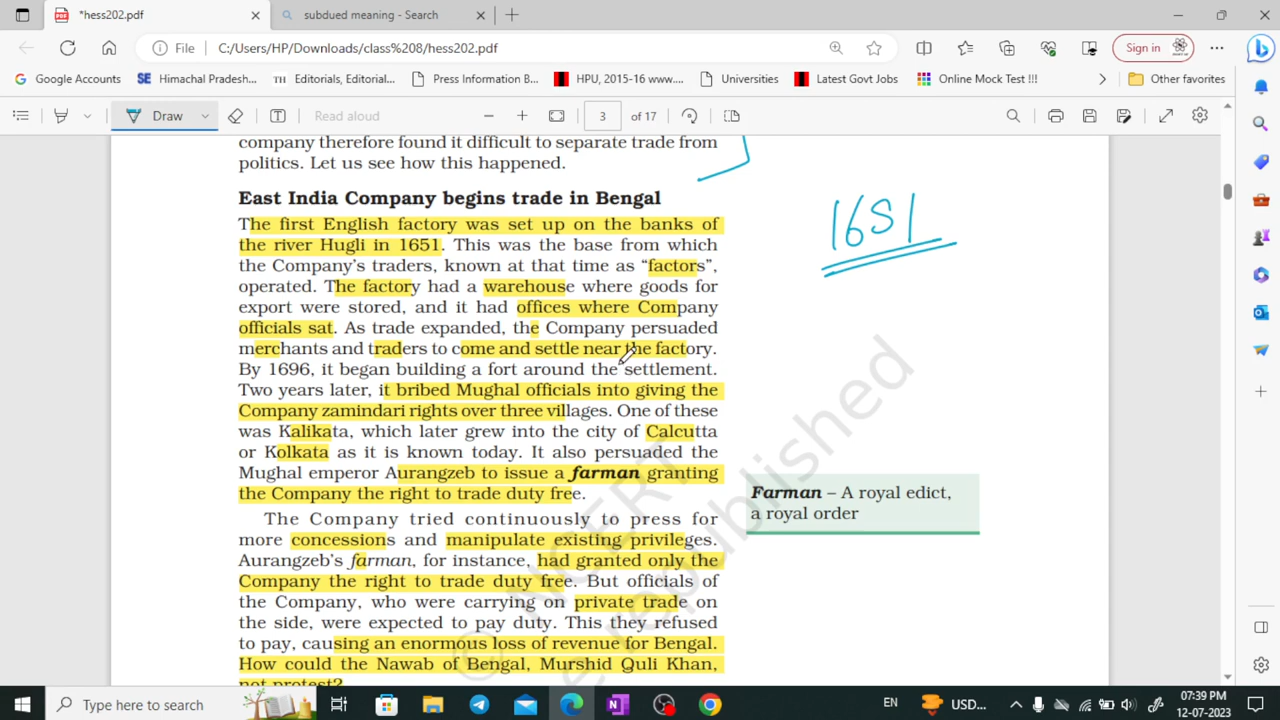 *hess202.pdf
subdued meaning - Search
File
C:/Users/HP/Downloads/class%208/hess202.pdf
Sign in
Google Accounts
SE Himachal Pradesh...
TH Editorials, Editorial...
Press Information B...
HPU, 2015-16 www....
Universities
Latest Govt Jobs
Online Mock Test !!!
Other favorites
Draw
Read aloud
3 of 17
company therefore found it difficult to separate trade from
politics. Let us see how this happened.
East India Company begins trade in Bengal
The first English factory was set up on the banks of
the river Hugli in 1651. This was the base from which
the Company's traders, known at that time as “factors”,
operated. The factory had a warehouse where goods for
export were stored, and it had offices where Company
officials sat. As trade expanded, the Company persuaded
merchants and traders to come and settle near the factory.
By 1696, it began building a fort around the settlement.
Two years later, it bribed Mughal officials into giving the
Company zamindari rights over three villages. One of these
was Kalikata, which later grew into the city of Calcutta
or Kolkata as it is known today. It also persuaded the
Mughal emperor Aurangzeb to issue a farman granting
the Company the right to trade duty free.
The Company tried continuously to press for
more concessions and manipulate existing privileges.
Aurangzeb's farman, for instance, had granted only the
Company the right to trade duty free. But officials of
the Company, who were carrying on private trade on
the side, were expected to pay duty. This they refused
to pay, causing an enormous loss of revenue for Bengal.
How could the Nawab of Bengal, Murshid Quli Khan,
not protest?
1651
Farman – A royal edict,
a royal order
© NCERT
be republished
Type here to search
EN
USD...
07:39 PM
12-07-2023